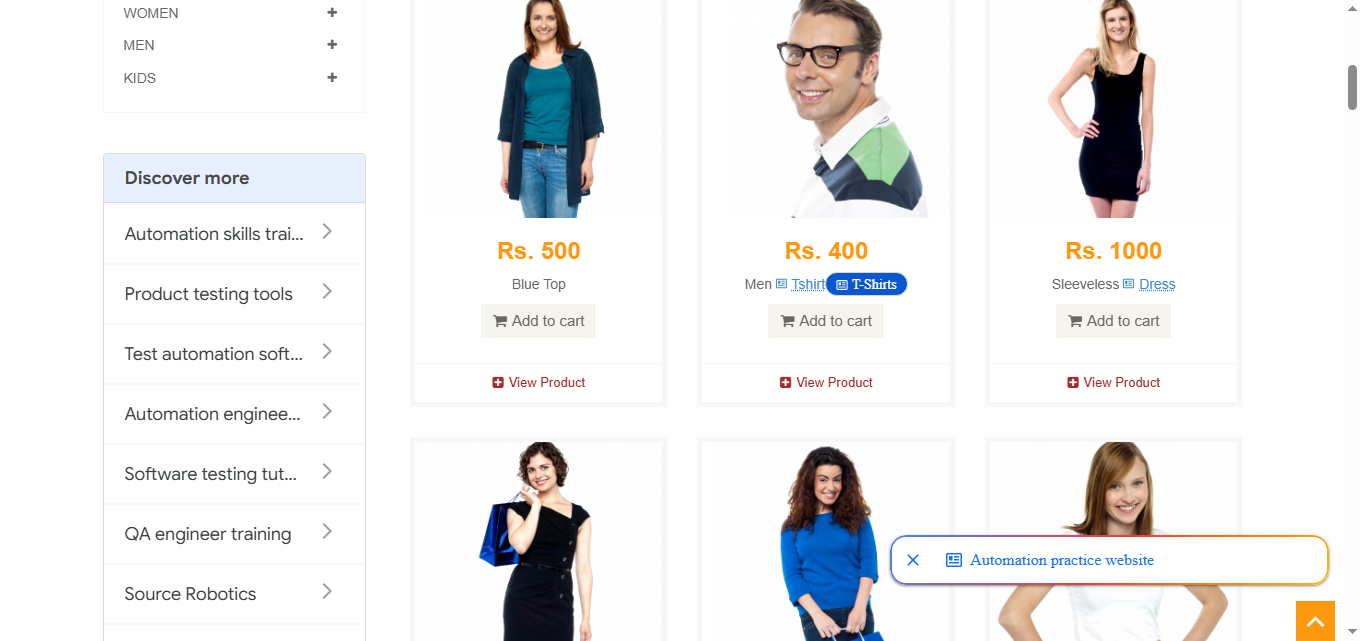 WOMEN
MEN
KIDS
Discover more
Automation skills trai...
Product testing tools
Test automation soft...
Automation enginee...
Software testing tut...
QA engineer training
Source Robotics
Rs. 500
Blue Top
Add to cart
View Product
Rs. 400
Men Tshirt T-Shirts
Add to cart
View Product
Rs. 1000
Sleeveless Dress
Add to cart
View Product
Automation practice website